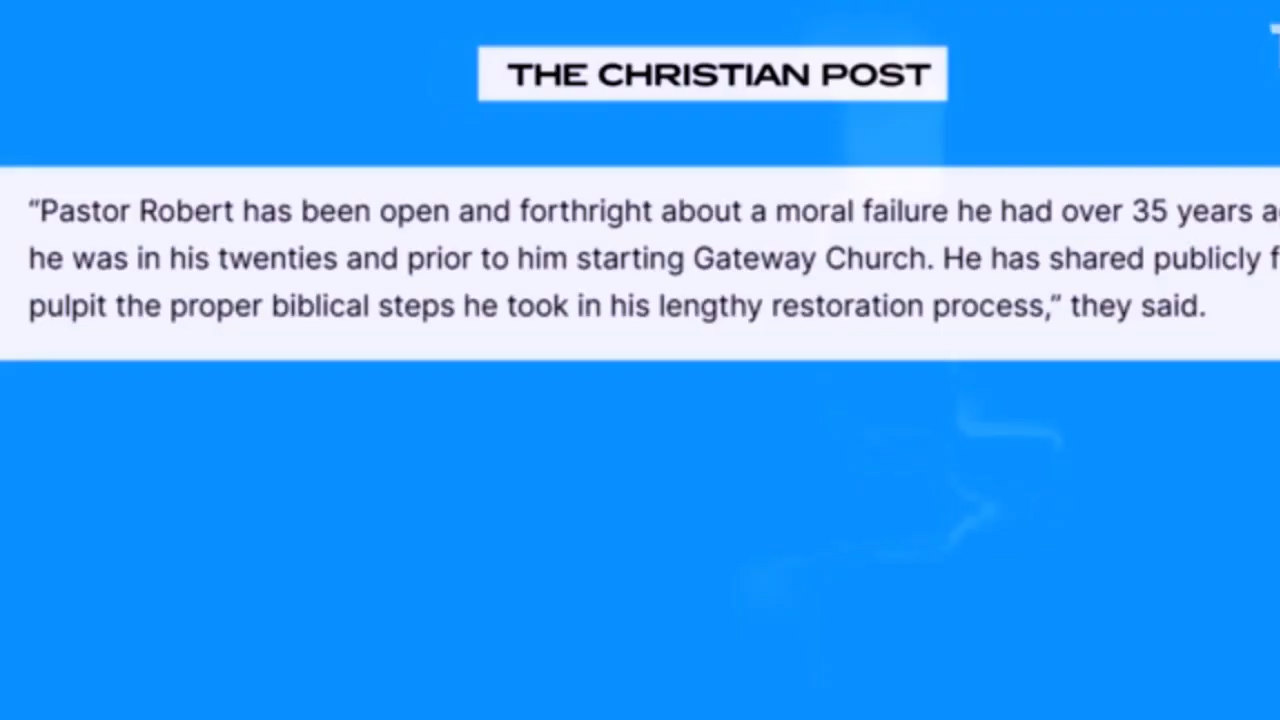 THE CHRISTIAN POST
“Pastor Robert has been open and forthright about a moral failure he had over 35 years
he was in his twenties and prior to him starting Gateway Church. He has shared publicly
pulpit the proper biblical steps he took in his lengthy restoration process,” they said.